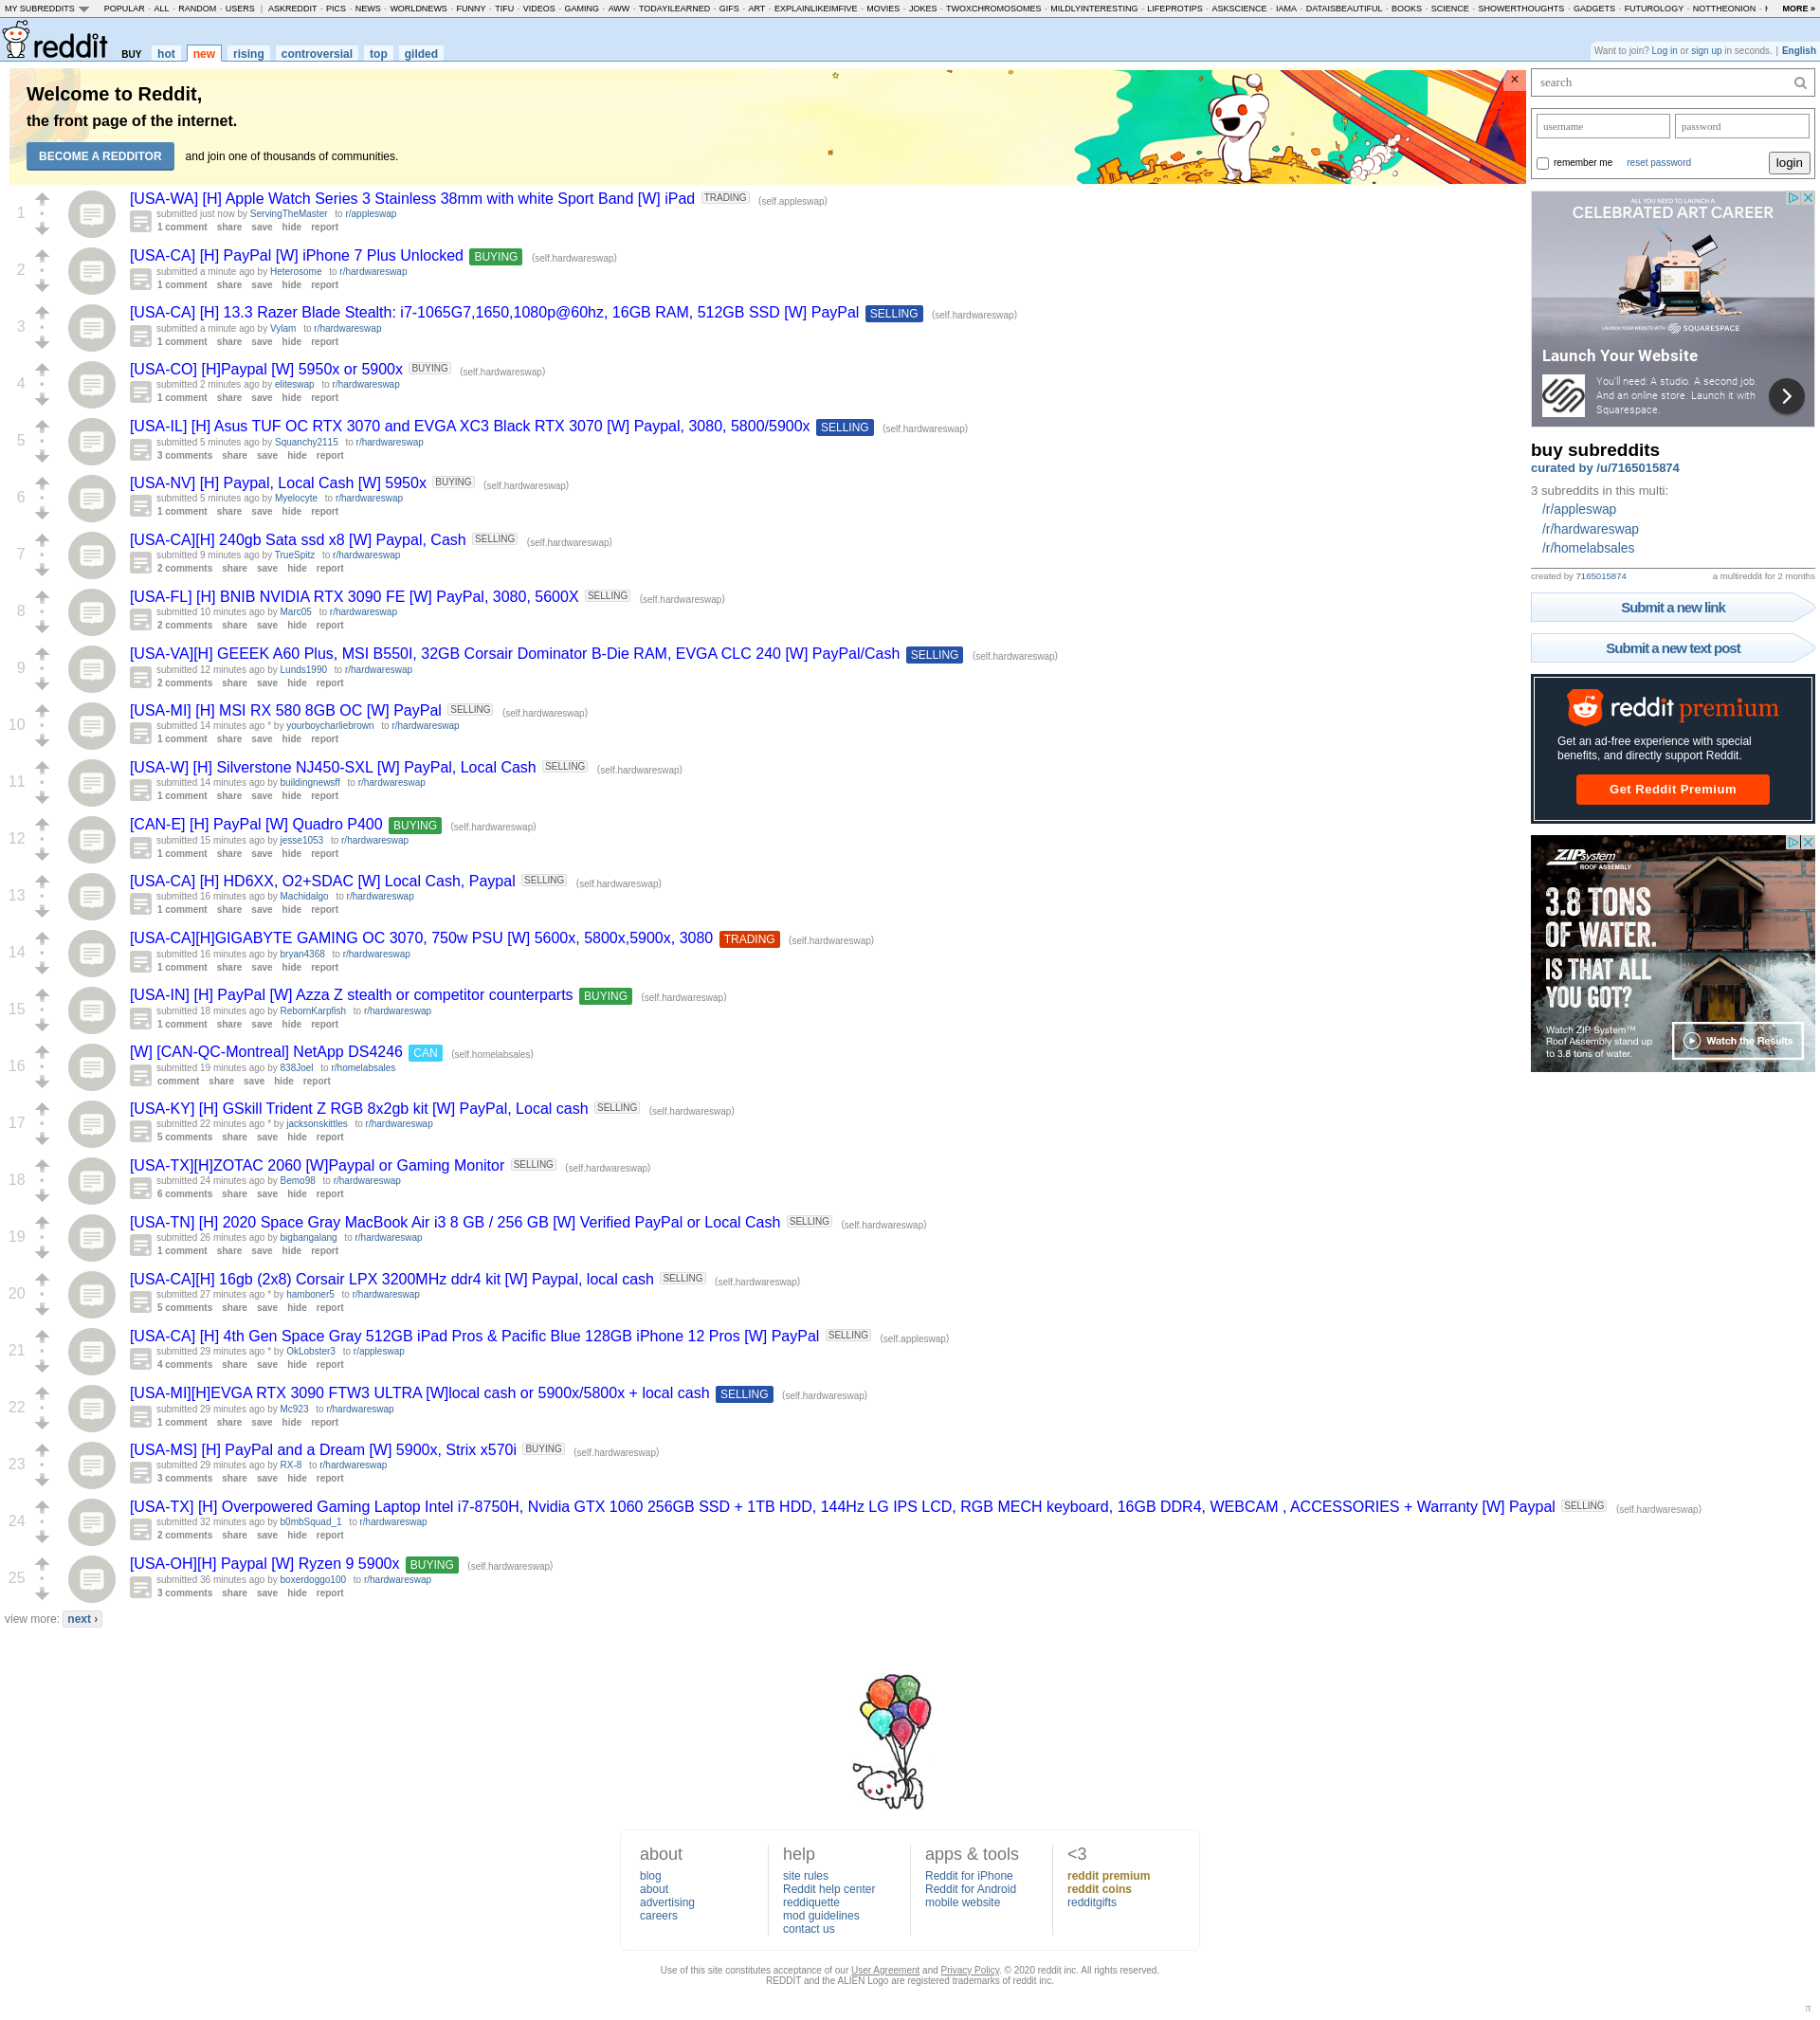 MY SUBREDDITS POPULAR - ALL - RANDOM - USERS | ASKREDDIT - PICS - NEWS - WORLDNEWS - FUNNY - TIFU - VIDEOS - GAMING - AWW - TODAYILEARNED - GIFS - ART - EXPLAINLIKEIMFIVE - MOVIES - JOKES - TWOXCHROMOSOMES - MILDLYINTERESTING - LIFEPROTIPS - ASKSCIENCE - IAMA - DATAISBEAUTIFUL - BOOKS - SCIENCE - SHOWERTHOUGHTS - GADGETS - FUTUROLOGY - NOTTHEONION - MORE »
reddit BUY hot new rising controversial top gilded
Want to join? Log in or sign up in seconds. | English
Welcome to Reddit,
the front page of the internet.
BECOME A REDDITOR and join one of thousands of communities.
×
1
[USA-WA] [H] Apple Watch Series 3 Stainless 38mm with white Sport Band [W] iPad TRADING (self.appleswap)
submitted just now by ServingTheMaster to r/appleswap
1 comment share save hide report
2
[USA-CA] [H] PayPal [W] iPhone 7 Plus Unlocked BUYING (self.hardwareswap)
submitted a minute ago by Heterosome to r/hardwareswap
1 comment share save hide report
3
[USA-CA] [H] 13.3 Razer Blade Stealth: i7-1065G7,1650,1080p@60hz, 16GB RAM, 512GB SSD [W] PayPal SELLING (self.hardwareswap)
submitted a minute ago by Vylam to r/hardwareswap
1 comment share save hide report
4
[USA-CO] [H]Paypal [W] 5950x or 5900x BUYING (self.hardwareswap)
submitted 2 minutes ago by eliteswap to r/hardwareswap
1 comment share save hide report
5
[USA-IL] [H] Asus TUF OC RTX 3070 and EVGA XC3 Black RTX 3070 [W] Paypal, 3080, 5800/5900x SELLING (self.hardwareswap)
submitted 5 minutes ago by Squanchy2115 to r/hardwareswap
3 comments share save hide report
6
[USA-NV] [H] Paypal, Local Cash [W] 5950x BUYING (self.hardwareswap)
submitted 5 minutes ago by Myelocyte to r/hardwareswap
1 comment share save hide report
7
[USA-CA][H] 240gb Sata ssd x8 [W] Paypal, Cash SELLING (self.hardwareswap)
submitted 9 minutes ago by TrueSpitz to r/hardwareswap
2 comments share save hide report
8
[USA-FL] [H] BNIB NVIDIA RTX 3090 FE [W] PayPal, 3080, 5600X SELLING (self.hardwareswap)
submitted 10 minutes ago by Marc05 to r/hardwareswap
2 comments share save hide report
9
[USA-VA][H] GEEEK A60 Plus, MSI B550I, 32GB Corsair Dominator B-Die RAM, EVGA CLC 240 [W] PayPal/Cash SELLING (self.hardwareswap)
submitted 12 minutes ago by Lunds1990 to r/hardwareswap
2 comments share save hide report
10
[USA-MI] [H] MSI RX 580 8GB OC [W] PayPal SELLING (self.hardwareswap)
submitted 14 minutes ago * by yourboycharliebrown to r/hardwareswap
1 comment share save hide report
11
[USA-W] [H] Silverstone NJ450-SXL [W] PayPal, Local Cash SELLING (self.hardwareswap)
submitted 14 minutes ago by buildingnewsff to r/hardwareswap
1 comment share save hide report
12
[CAN-E] [H] PayPal [W] Quadro P400 BUYING (self.hardwareswap)
submitted 15 minutes ago by jesse1053 to r/hardwareswap
1 comment share save hide report
13
[USA-CA] [H] HD6XX, O2+SDAC [W] Local Cash, Paypal SELLING (self.hardwareswap)
submitted 16 minutes ago by Machidalgo to r/hardwareswap
1 comment share save hide report
14
[USA-CA][H]GIGABYTE GAMING OC 3070, 750w PSU [W] 5600x, 5800x,5900x, 3080 TRADING (self.hardwareswap)
submitted 16 minutes ago by bryan4368 to r/hardwareswap
1 comment share save hide report
15
[USA-IN] [H] PayPal [W] Azza Z stealth or competitor counterparts BUYING (self.hardwareswap)
submitted 18 minutes ago by RebornKarpfish to r/hardwareswap
1 comment share save hide report
16
[W] [CAN-QC-Montreal] NetApp DS4246 CAN (self.homelabsales)
submitted 19 minutes ago by 838Joel to r/homelabsales
comment share save hide report
17
[USA-KY] [H] GSkill Trident Z RGB 8x2gb kit [W] PayPal, Local cash SELLING (self.hardwareswap)
submitted 22 minutes ago * by jacksonskittles to r/hardwareswap
5 comments share save hide report
18
[USA-TX][H]ZOTAC 2060 [W]Paypal or Gaming Monitor SELLING (self.hardwareswap)
submitted 24 minutes ago by Bemo98 to r/hardwareswap
6 comments share save hide report
19
[USA-TN] [H] 2020 Space Gray MacBook Air i3 8 GB / 256 GB [W] Verified PayPal or Local Cash SELLING (self.hardwareswap)
submitted 26 minutes ago by bigbangalang to r/hardwareswap
1 comment share save hide report
20
[USA-CA][H] 16gb (2x8) Corsair LPX 3200MHz ddr4 kit [W] Paypal, local cash SELLING (self.hardwareswap)
submitted 27 minutes ago * by hamboner5 to r/hardwareswap
5 comments share save hide report
21
[USA-CA] [H] 4th Gen Space Gray 512GB iPad Pros & Pacific Blue 128GB iPhone 12 Pros [W] PayPal SELLING (self.appleswap)
submitted 29 minutes ago * by OkLobster3 to r/appleswap
4 comments share save hide report
22
[USA-MI][H]EVGA RTX 3090 FTW3 ULTRA [W]local cash or 5900x/5800x + local cash SELLING (self.hardwareswap)
submitted 29 minutes ago by Mc923 to r/hardwareswap
1 comment share save hide report
23
[USA-MS] [H] PayPal and a Dream [W] 5900x, Strix x570i BUYING (self.hardwareswap)
submitted 29 minutes ago by RX-8 to r/hardwareswap
3 comments share save hide report
24
[USA-TX] [H] Overpowered Gaming Laptop Intel i7-8750H, Nvidia GTX 1060 256GB SSD + 1TB HDD, 144Hz LG IPS LCD, RGB MECH keyboard, 16GB DDR4, WEBCAM , ACCESSORIES + Warranty [W] Paypal SELLING (self.hardwareswap)
submitted 32 minutes ago by b0mbSquad_1 to r/hardwareswap
2 comments share save hide report
25
[USA-OH][H] Paypal [W] Ryzen 9 5900x BUYING (self.hardwareswap)
submitted 36 minutes ago by boxerdoggo100 to r/hardwareswap
3 comments share save hide report
view more: next ›
search
username password
remember me reset password login
ALL YOU NEED TO LAUNCH A
CELEBRATED ART CAREER
LAUNCH YOUR WEBSITE WITH SQUARESPACE
Launch Your Website
You'll need: A studio. A second job.
And an online store. Launch it with
Squarespace.
buy subreddits
curated by /u/7165015874
3 subreddits in this multi:
/r/appleswap
/r/hardwareswap
/r/homelabsales
created by 7165015874 a multireddit for 2 months
Submit a new link
Submit a new text post
reddit premium
Get an ad-free experience with special
benefits, and directly support Reddit.
Get Reddit Premium
ZIP system™
ROOF ASSEMBLY
3.8 TONS
OF WATER.
IS THAT ALL
YOU GOT?
Watch ZIP System™
Roof Assembly stand up
to 3.8 tons of water.
Watch the Results
about
blog
about
advertising
careers
help
site rules
Reddit help center
reddiquette
mod guidelines
contact us
apps & tools
Reddit for iPhone
Reddit for Android
mobile website
<3
reddit premium
reddit coins
redditgifts
Use of this site constitutes acceptance of our User Agreement and Privacy Policy. © 2020 reddit inc. All rights reserved.
REDDIT and the ALIEN Logo are registered trademarks of reddit inc.
π